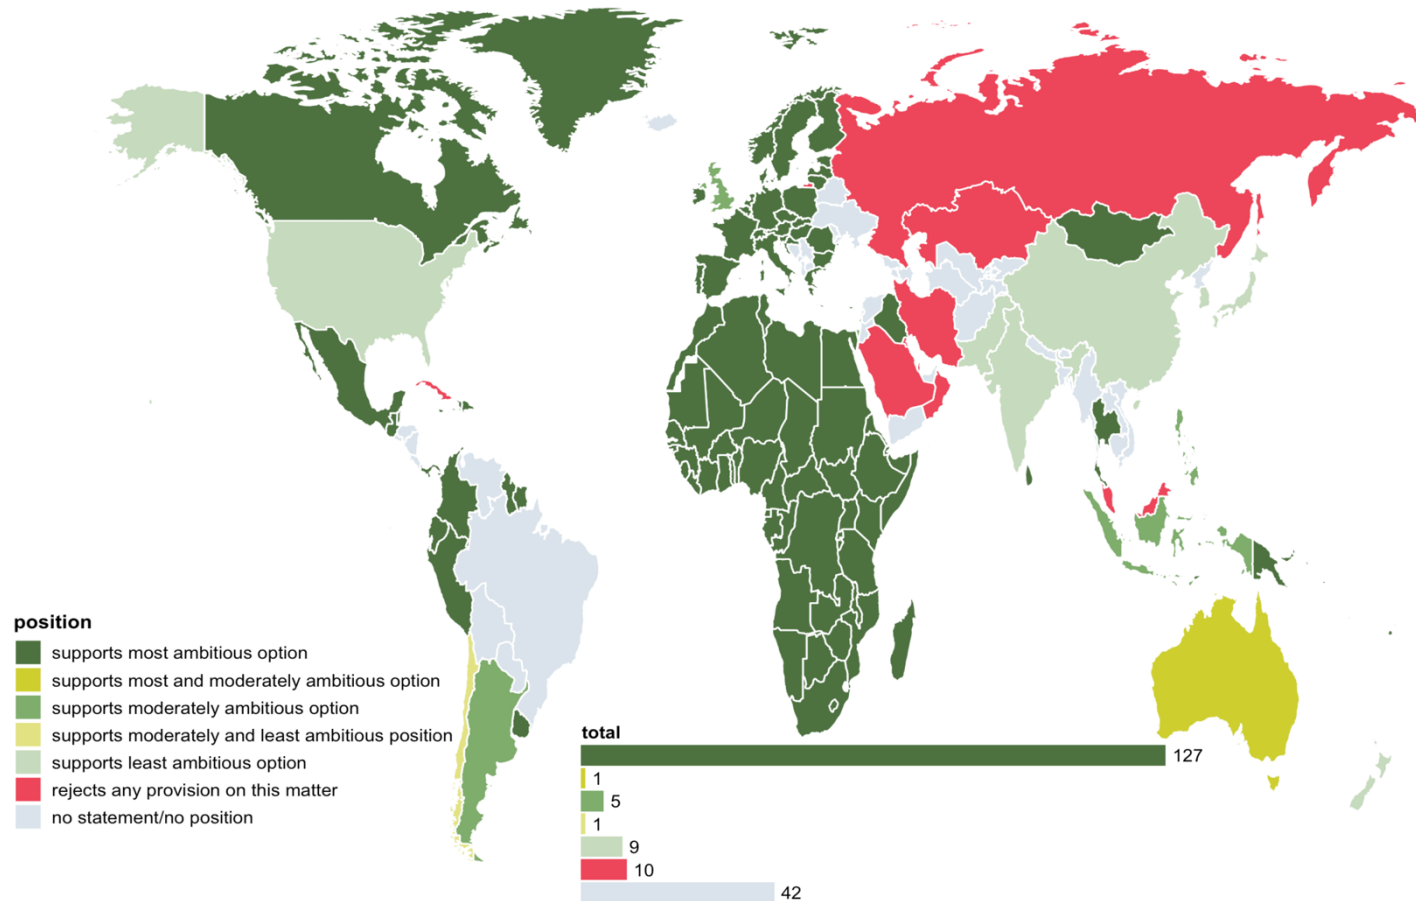 position
supports most ambitious option
supports most and moderately ambitious option
supports moderately ambitious option
supports moderately and least ambitious position
supports least ambitious option
rejects any provision on this matter
no statement/no position
total
127
1
5
1
9
10
42